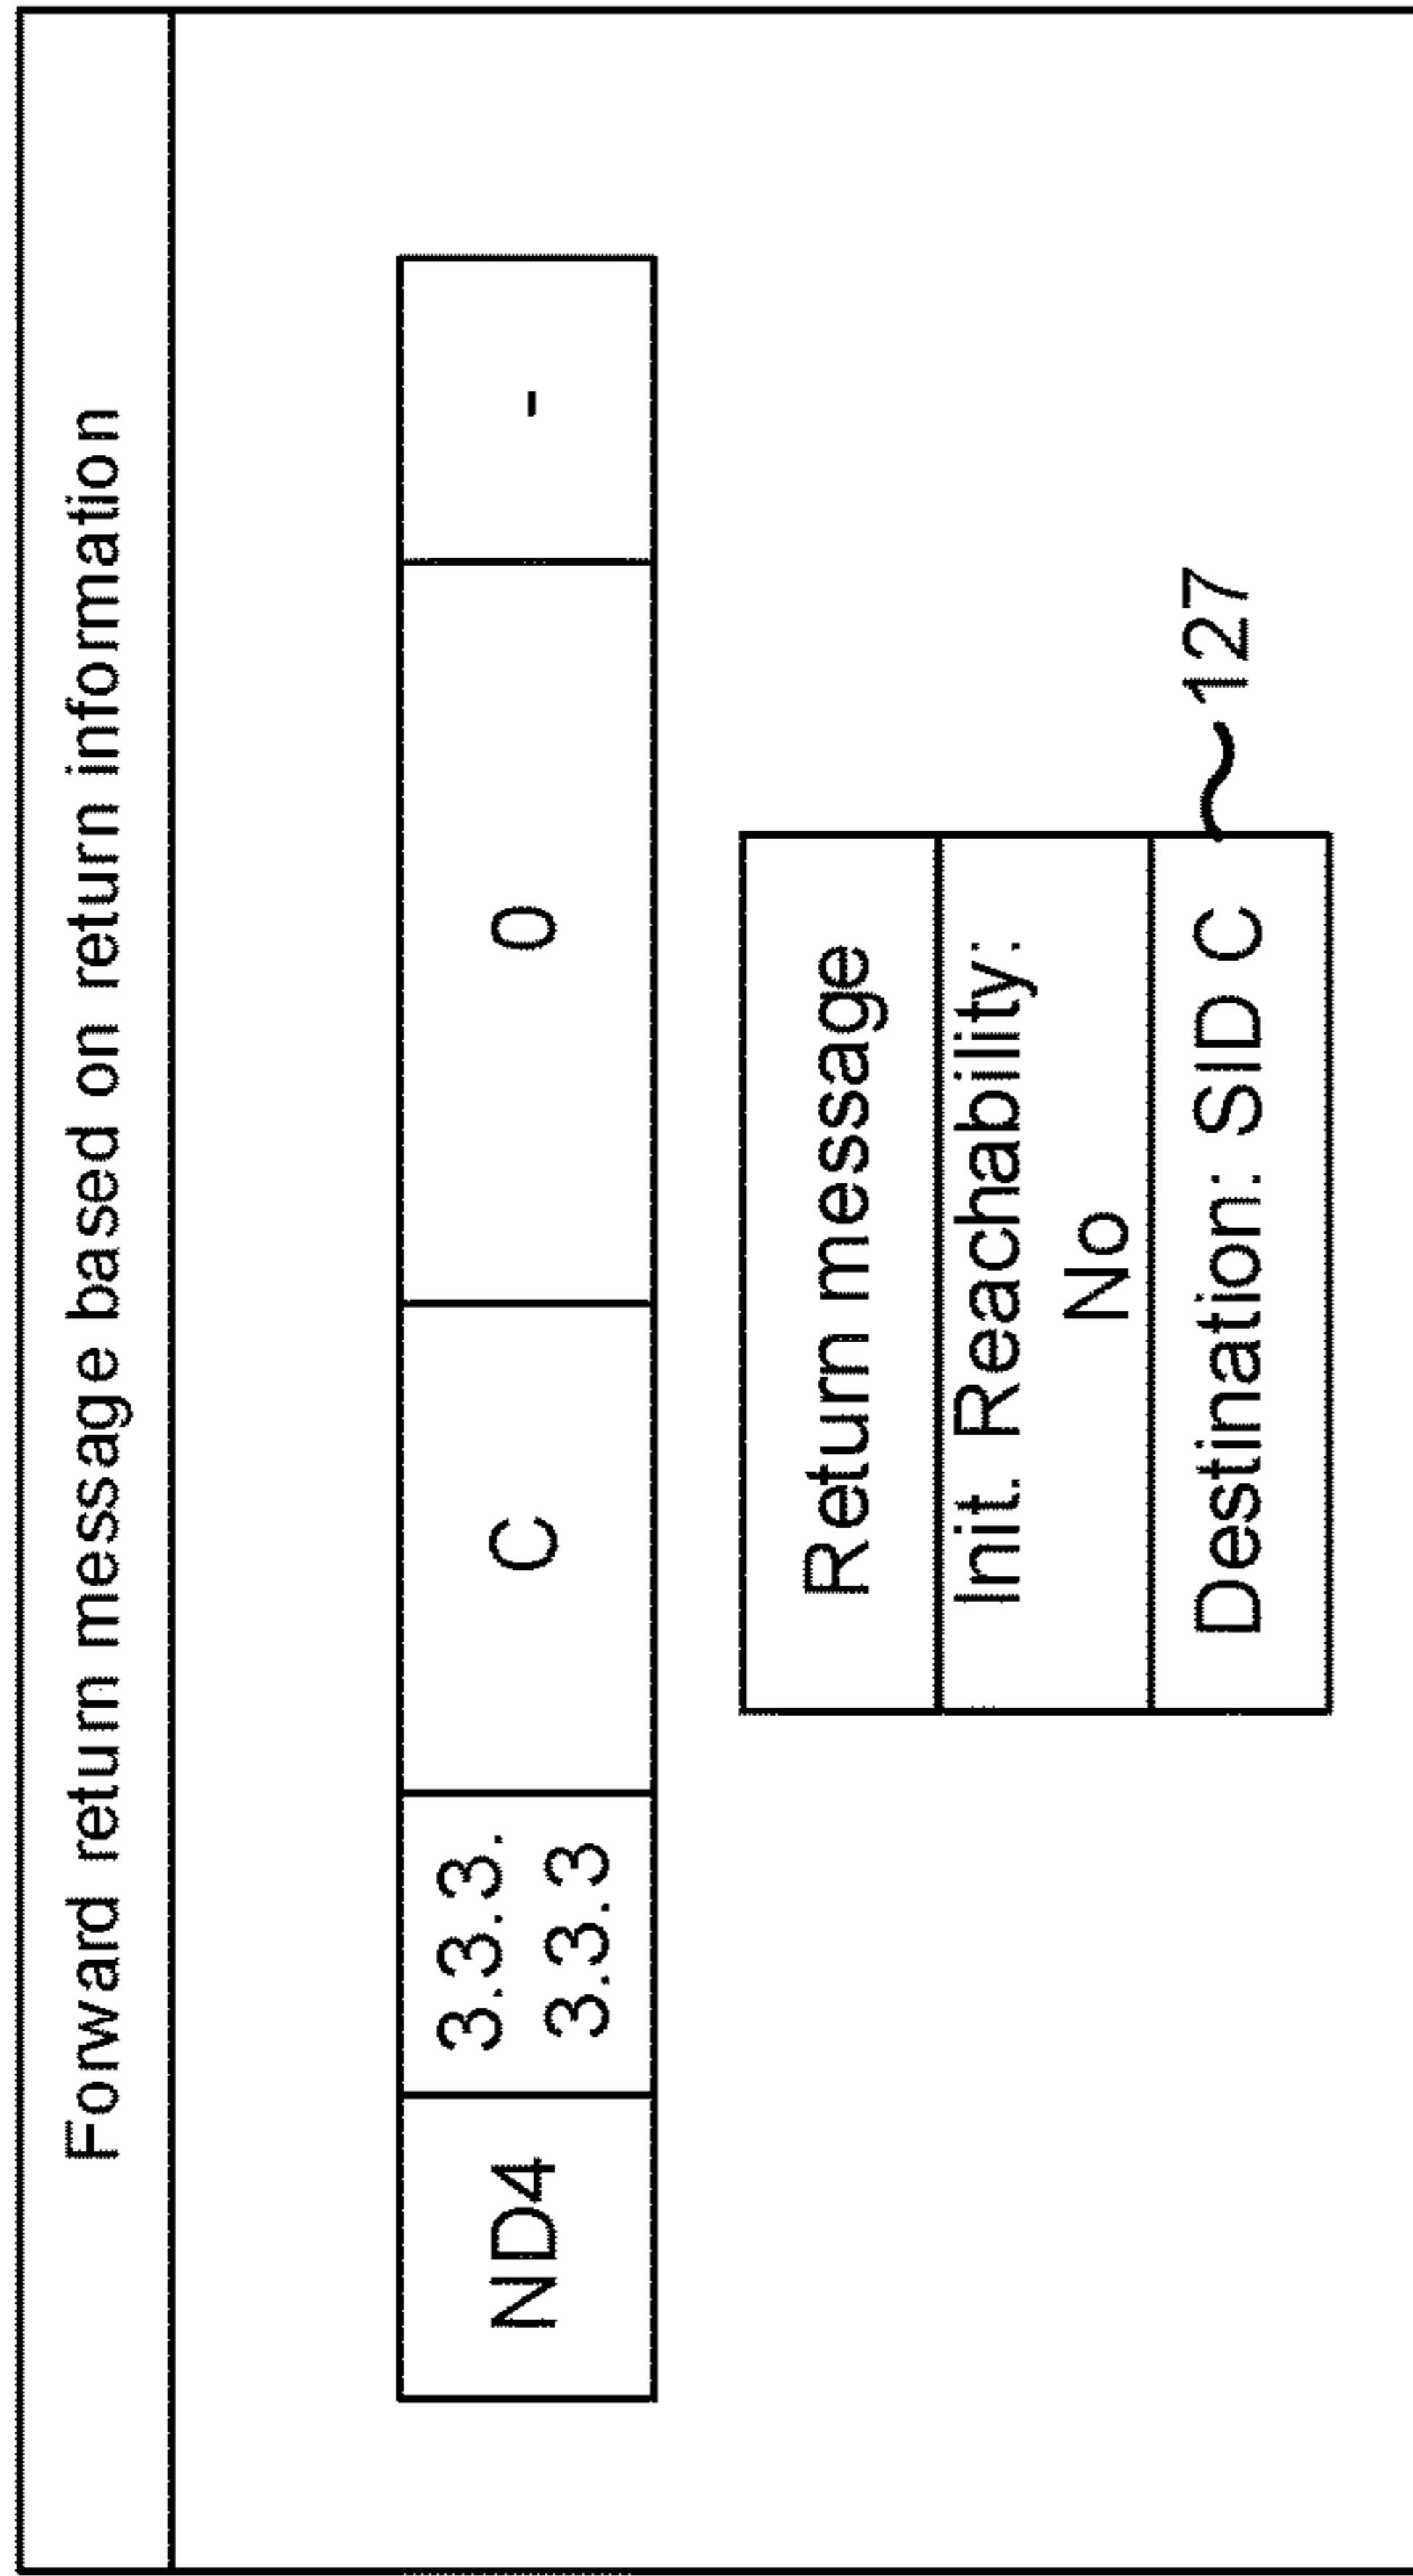 Forward return message based on return information
ND4
3.3.3.
3.3.3
C
0
-
Return message
Init. Reachability:
No
Destination: SID C
127